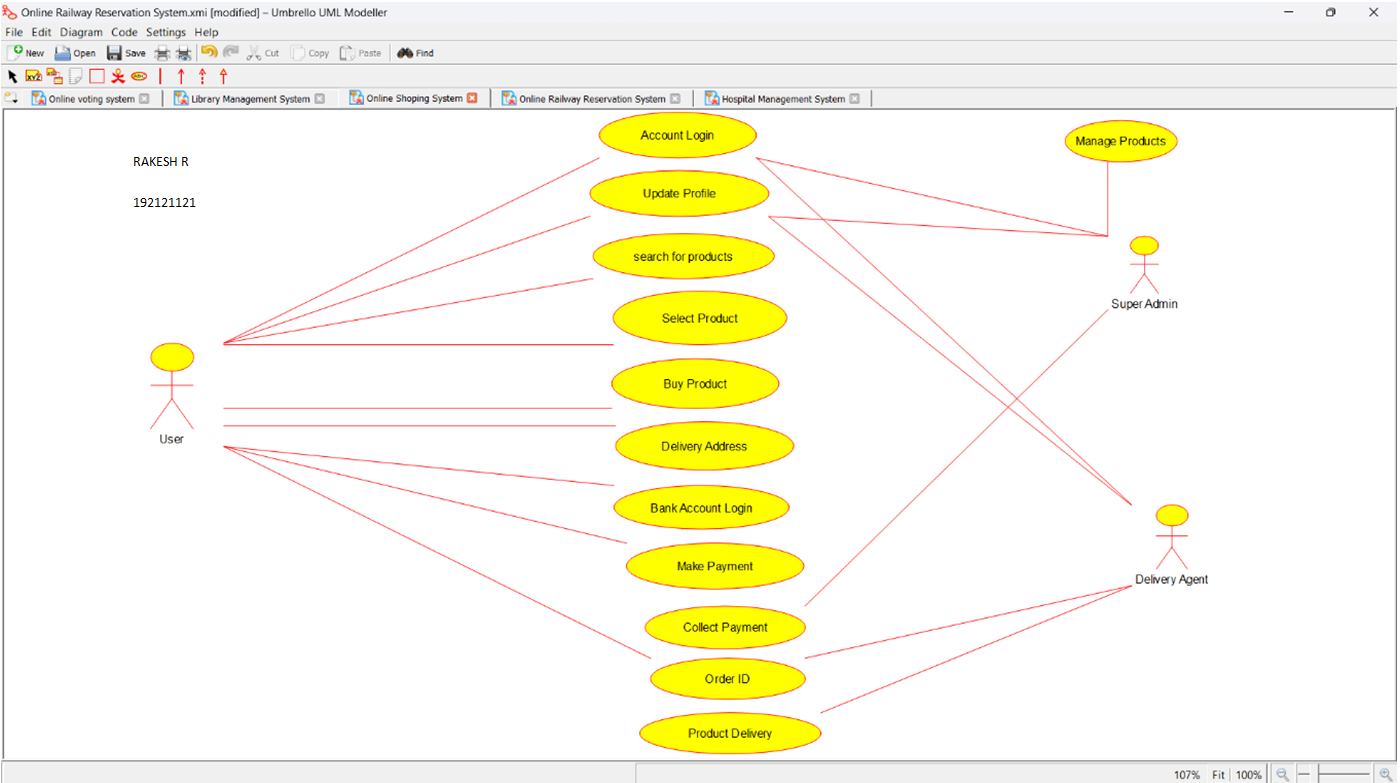 Online Railway Reservation System.xmi [modified] – Umbrello UML Modeller
File Edit Diagram Code Settings Help
New Open Save Cut Copy Paste Find
XYZ ABC
Online voting system Library Management System Online Shoping System Online Railway Reservation System Hospital Management System
RAKESH R
192121121
Account Login
Update Profile
search for products
Select Product
Buy Product
Delivery Address
Bank Account Login
Make Payment
Collect Payment
Order ID
Product Delivery
User
Manage Products
Super Admin
Delivery Agent
107% Fit 100%